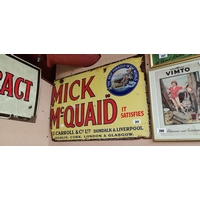 RACT
MICK
McQUAID
IT
SATISFIES
P.J. CARROLL & Co LTD DUNDALK & LIVERPOOL.
DUBLIN, CORK, LONDON & GLASGOW.
VIMTO